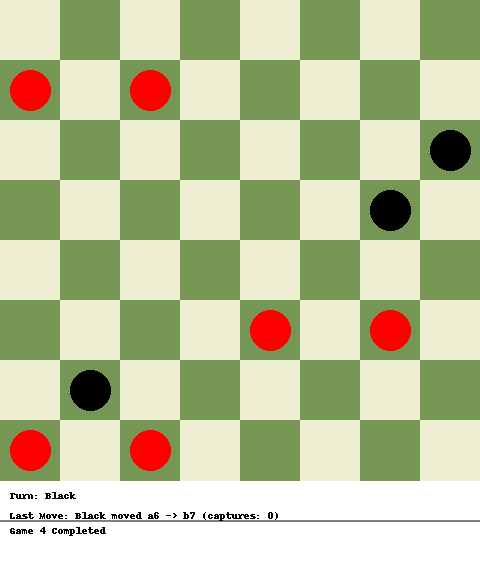 Turn: Black
Last Move: Black moved a6 -> b7 (captures: 0)
Game 4 Completed